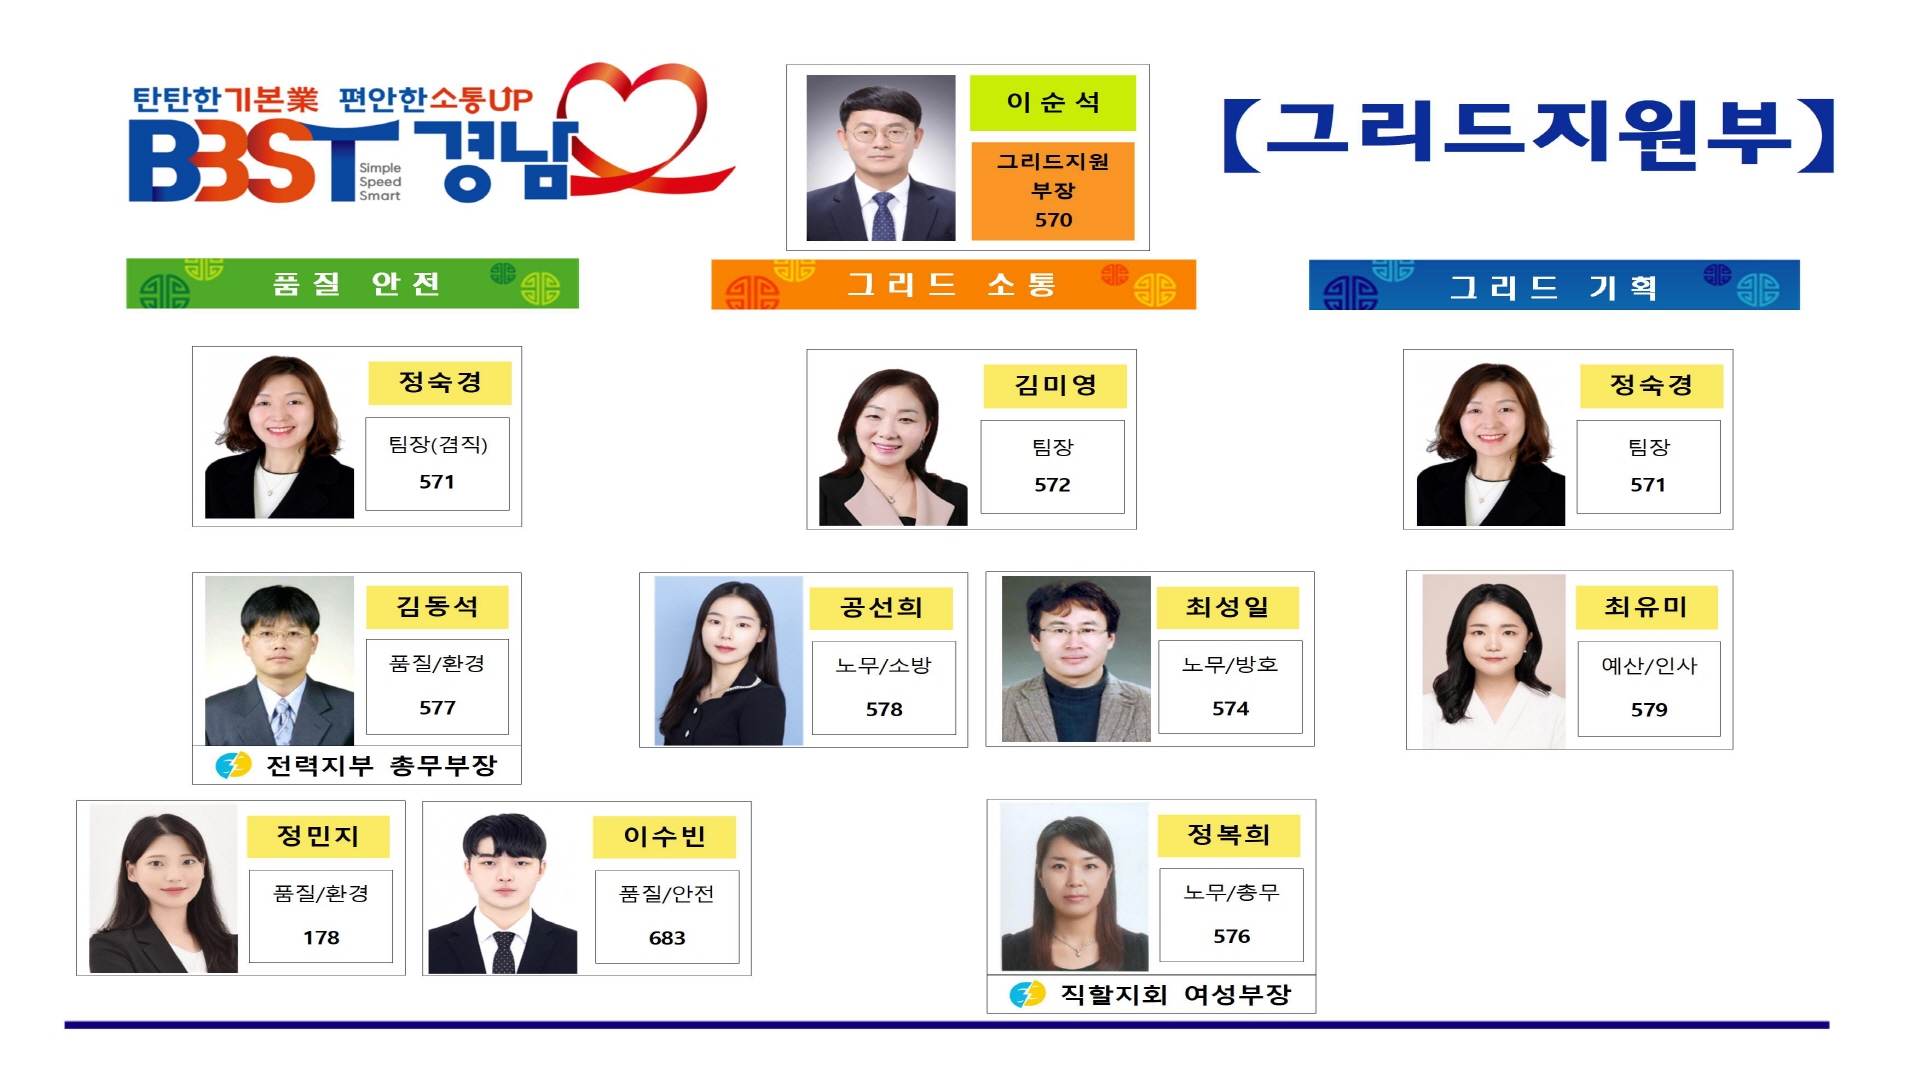 탄탄한기본業 편안한소통UP
BBST 경남
Simple
Speed
Smart
이 순 석
그리드지원
부장
570
【그리드지원부】
품질 안전
그리드 소통
그리드 기획
정숙경
팀장(겸직)
571
김미영
팀장
572
정숙경
팀장
571
김동석
품질/환경
577
전력지부 총무부장
공선희
노무/소방
578
최성일
노무/방호
574
최유미
예산/인사
579
정민지
품질/환경
178
이수빈
품질/안전
683
정복희
노무/총무
576
직할지회 여성부장